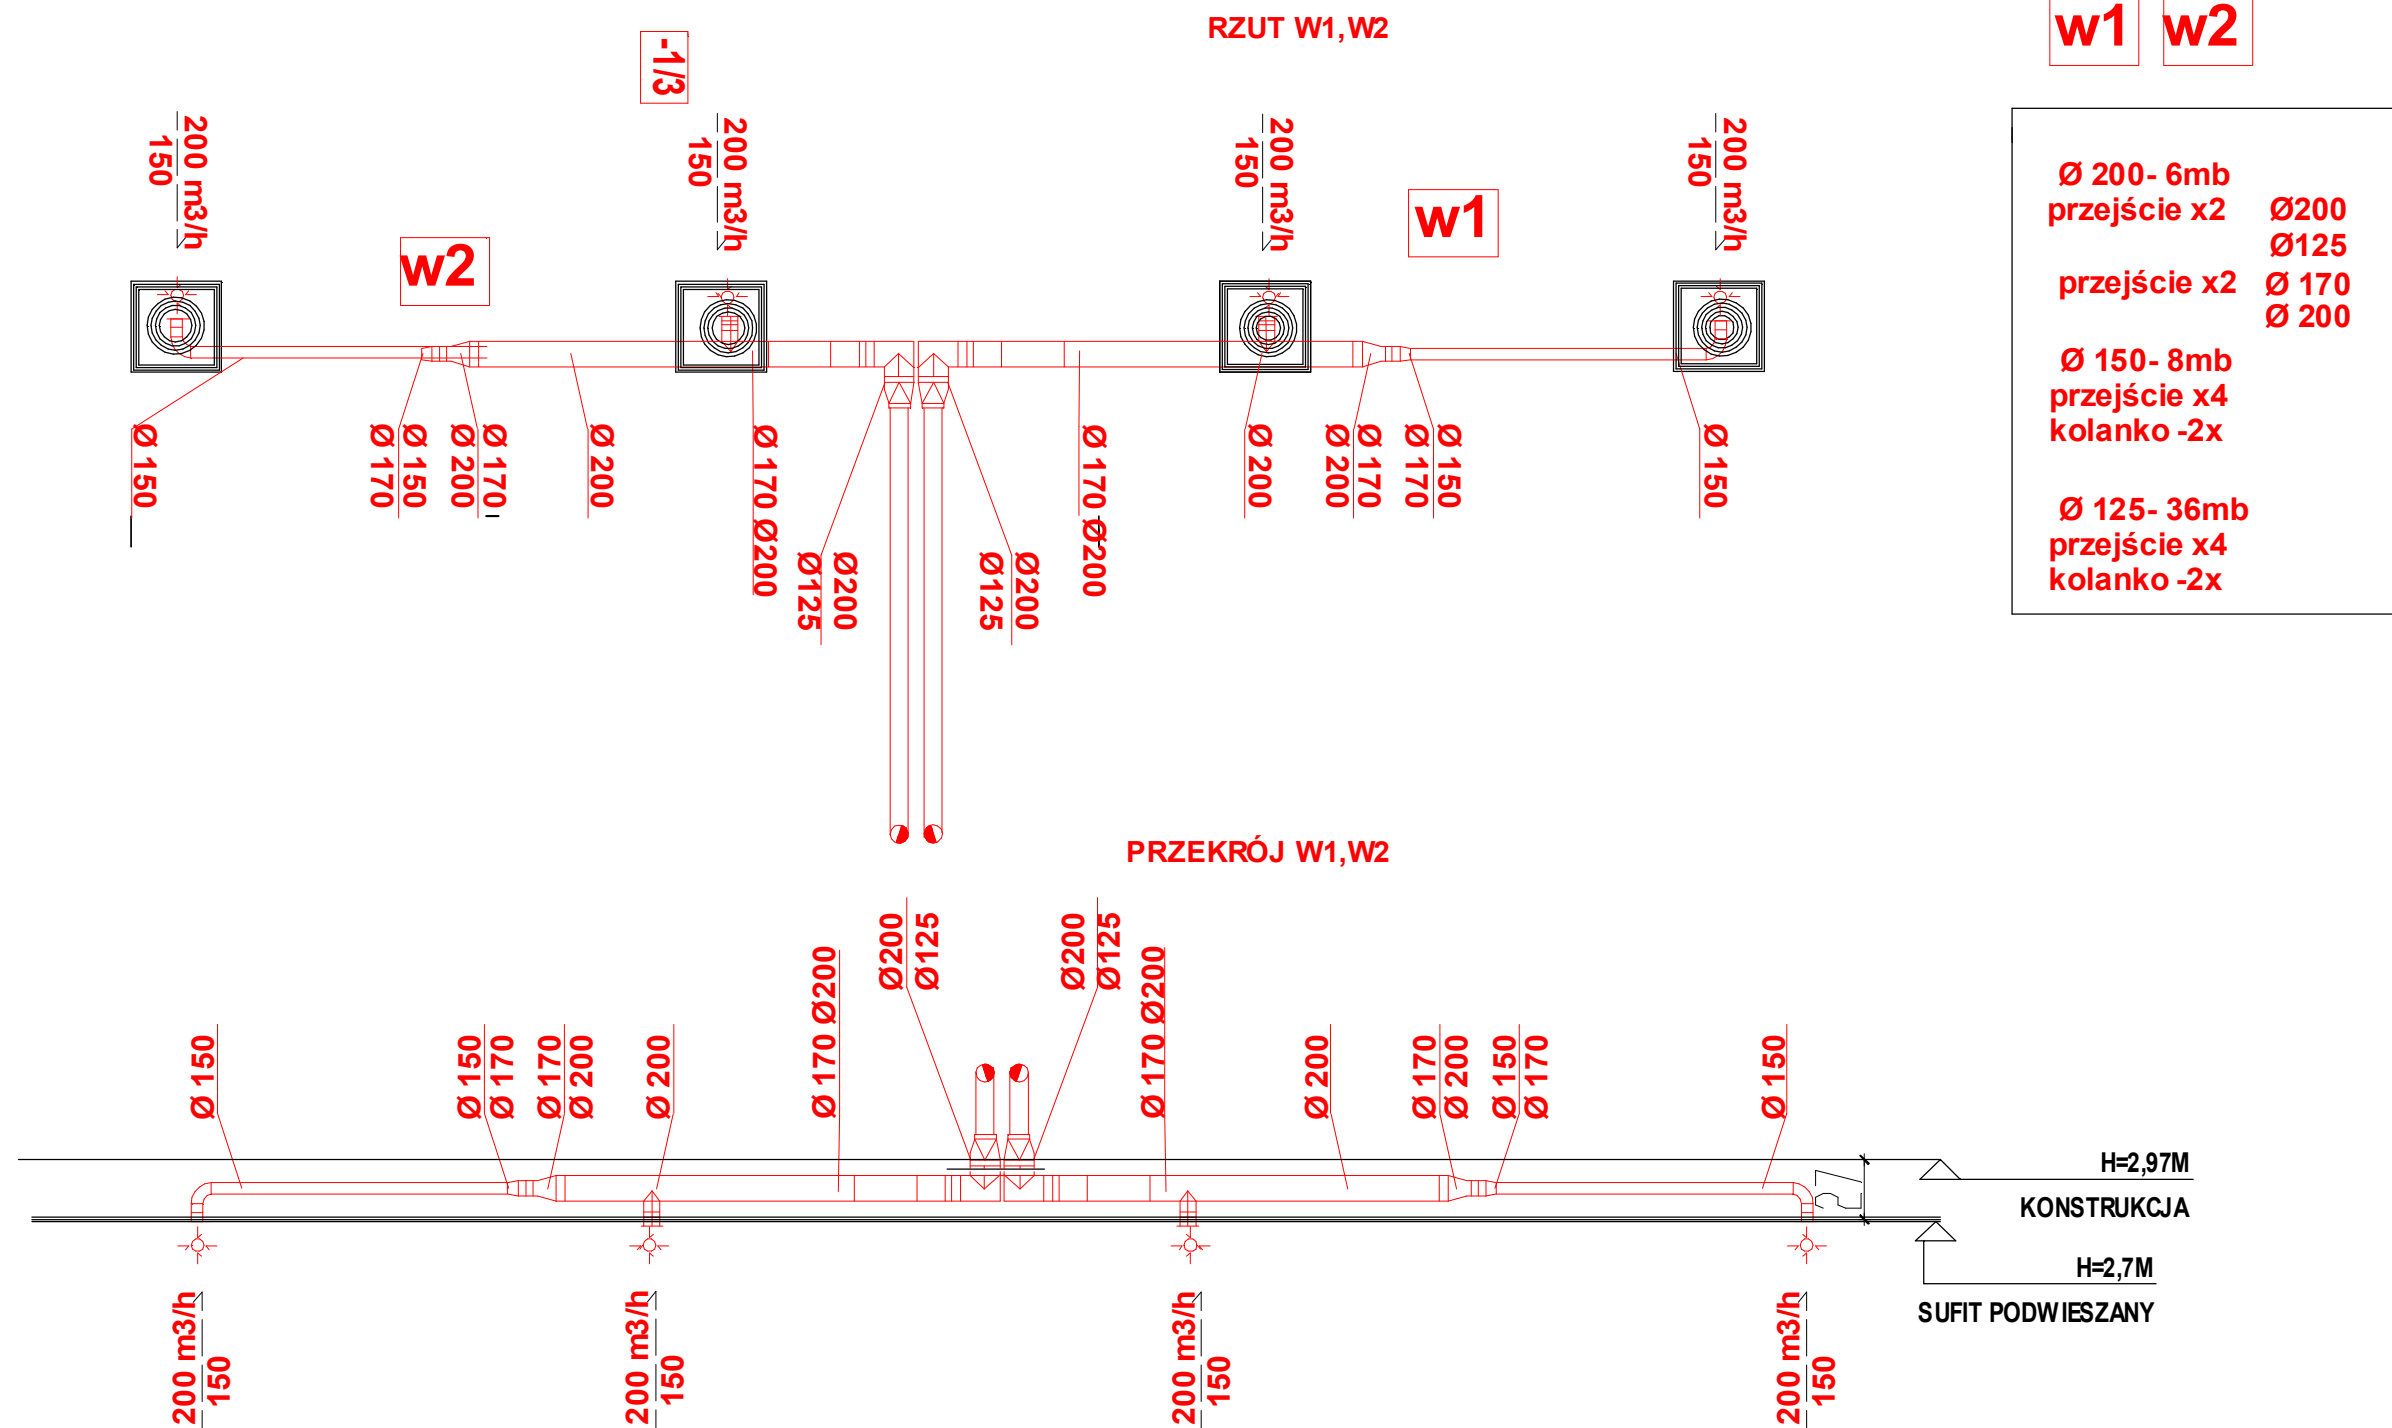 RZUT W1,W2
w1 w2
-1/3
200 m3/h
150
200 m3/h
150
200 m3/h
150
200 m3/h
150
w2
w1
Ø 200- 6mb
przejście x2 Ø200
Ø125
przejście x2 Ø 170
Ø 200
Ø 150- 8mb
przejście x4
kolanko -2x
Ø 125- 36mb
przejście x4
kolanko -2x
Ø 150
Ø 150
Ø 170
Ø 170
Ø 200
Ø 200
Ø 170 Ø200
Ø200
Ø125
Ø200
Ø125
Ø 170 Ø200
Ø 200
Ø 170
Ø 200
Ø 150
Ø 170
Ø 150
PRZEKRÓJ W1,W2
Ø 150
Ø 150
Ø 170
Ø 170
Ø 200
Ø 200
Ø 170 Ø200
Ø200
Ø125
Ø200
Ø125
Ø 170 Ø200
Ø 200
Ø 170
Ø 200
Ø 150
Ø 170
Ø 150
27
H=2,97M
KONSTRUKCJA
H=2,7M
SUFIT PODWIESZANY
200 m3/h
150
200 m3/h
150
200 m3/h
150
200 m3/h
150